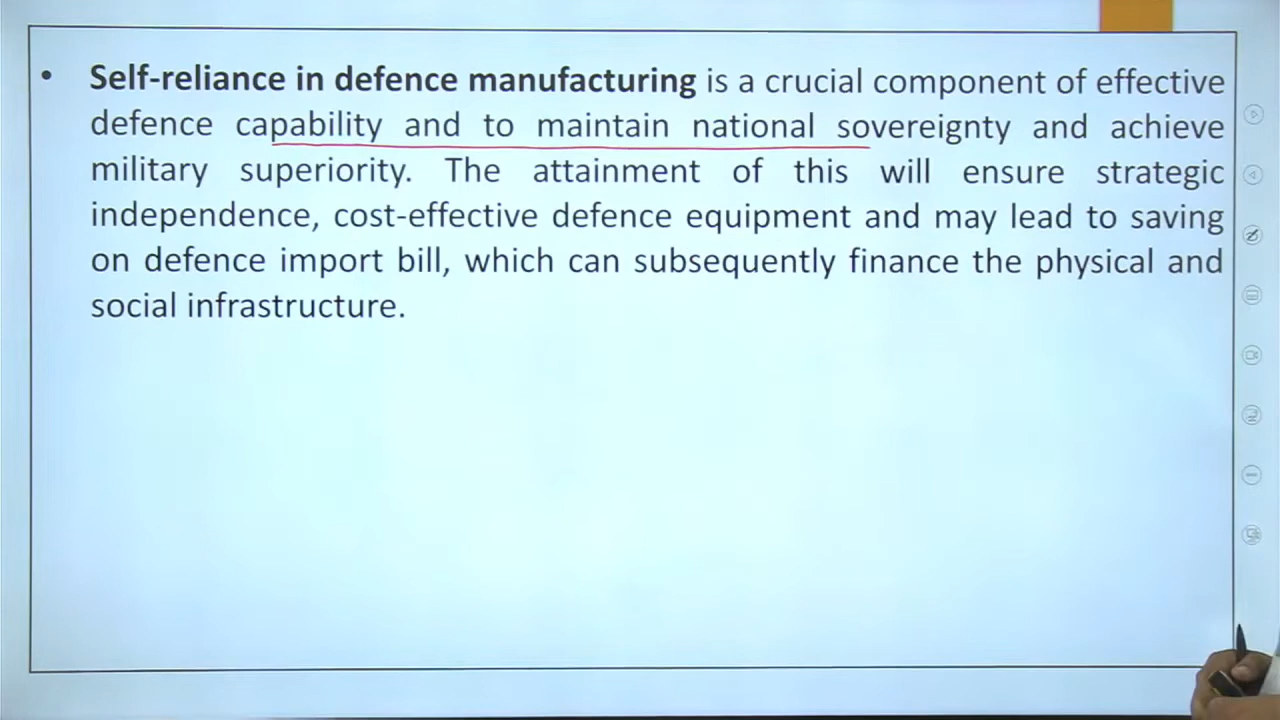 • Self-reliance in defence manufacturing is a crucial component of effective
defence capability and to maintain national sovereignty and achieve
military superiority. The attainment of this will ensure strategic
independence, cost-effective defence equipment and may lead to saving
on defence import bill, which can subsequently finance the physical and
social infrastructure.